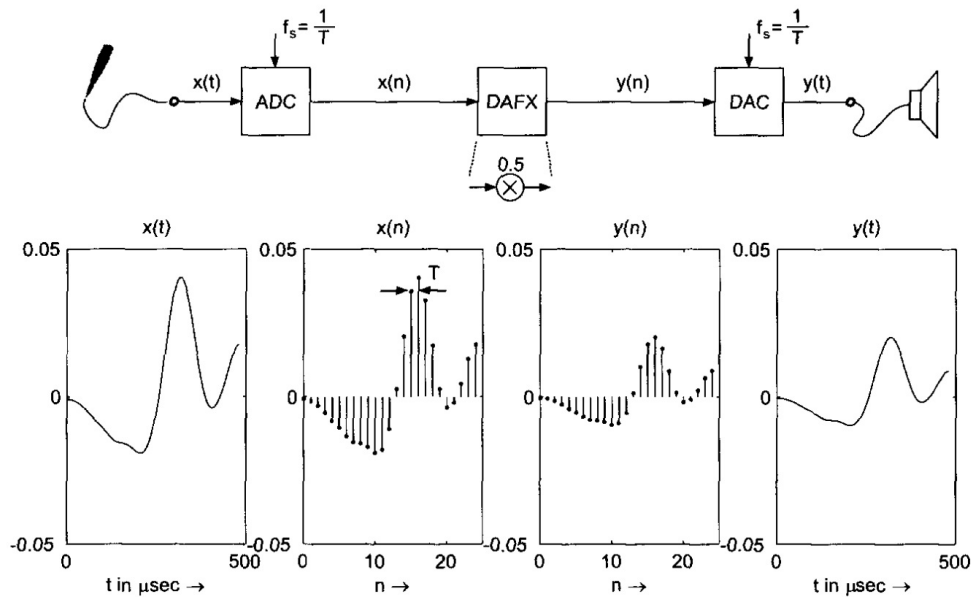 f_s = 1/T
f_s = 1/T
x(t)
ADC
x(n)
DAFX
y(n)
DAC
y(t)
0.5
x(t)
x(n)
y(n)
y(t)
0.05
0.05
0.05
0.05
T
0
0
0
0
-0.05
-0.05
-0.05
-0.05
0
500
0
10
20
0
10
20
0
500
t in μsec →
n →
n →
t in μsec →